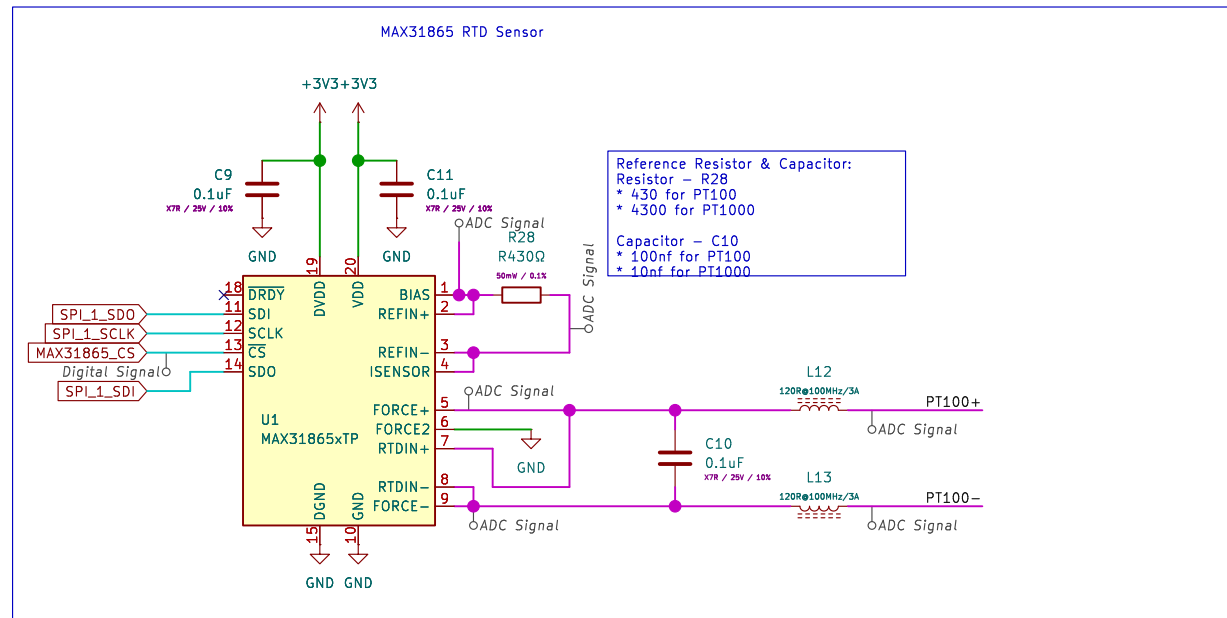 MAX31865 RTD Sensor
+3V3
+3V3
C9
0.1uF
X7R / 25V / 10%
GND
C11
0.1uF
X7R / 25V / 10%
GND
ADC Signal
R28
R430Ω
50mW / 0.1%
ADC Signal
Reference Resistor & Capacitor:
Resistor - R28
* 430 for PT100
* 4300 for PT1000
Capacitor - C10
* 100nf for PT100
* 10nf for PT1000
SPI_1_SDO
SPI_1_SCLK
MAX31865_CS
Digital Signal
SPI_1_SDI
18 DRDY
11 SDI
12 SCLK
13 CS
14 SDO
19 DVDD
20 VDD
BIAS 1
REFIN+ 2
REFIN- 3
ISENSOR 4
FORCE+ 5
FORCE2 6
RTDIN+ 7
RTDIN- 8
FORCE- 9
U1
MAX31865xTP
DGND 15
GND 10
GND
GND
ADC Signal
GND
ADC Signal
C10
0.1uF
X7R / 25V / 10%
L12
120R@100MHz/3A
PT100+
ADC Signal
L13
120R@100MHz/3A
PT100-
ADC Signal